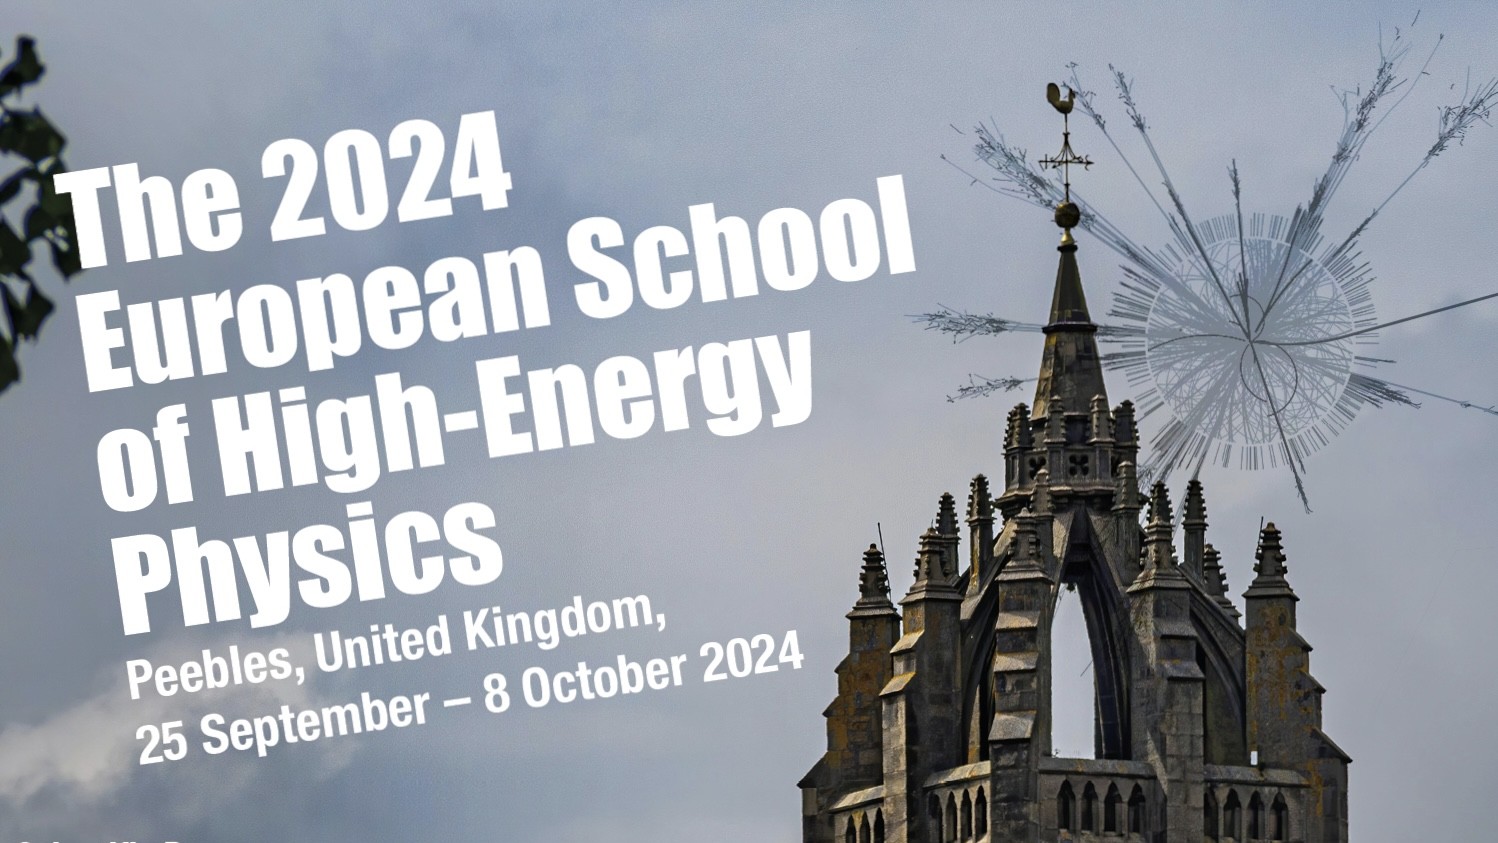 The 2024
European School
of High-Energy
Physics
Peebles, United Kingdom,
25 September – 8 October 2024